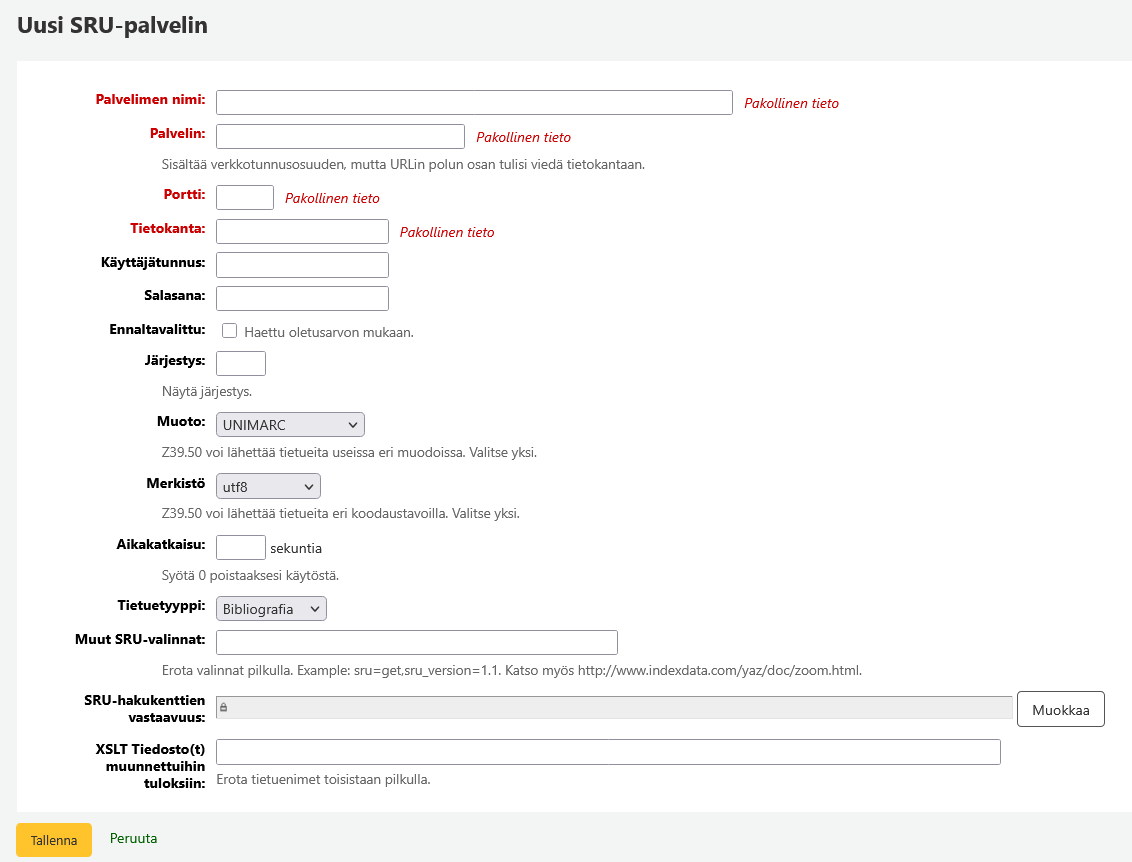 Uusi SRU-palvelin
Palvelimen nimi: Pakollinen tieto
Palvelin: Pakollinen tieto
Sisältää verkkotunnusosuuden, mutta URLin polun osan tulisi viedä tietokantaan.
Portti: Pakollinen tieto
Tietokanta: Pakollinen tieto
Käyttäjätunnus:
Salasana:
Ennaltavalittu: Haettu oletusarvon mukaan.
Järjestys:
Näytä järjestys.
Muoto: UNIMARC
Z39.50 voi lähettää tietueita useissa eri muodoissa. Valitse yksi.
Merkistö utf8
Z39.50 voi lähettää tietueita eri koodaustavoilla. Valitse yksi.
Aikakatkaisu: sekuntia
Syötä 0 poistaaksesi käytöstä.
Tietuetyyppi: Bibliografia
Muut SRU-valinnat:
Erota valinnat pilkulla. Example: sru=get,sru_version=1.1. Katso myös http://www.indexdata.com/yaz/doc/zoom.html.
SRU-hakukenttien
vastaavuus:
Muokkaa
XSLT Tiedosto(t)
muunnettuihin
tuloksiin:
Erota tietuenimet toisistaan pilkulla.
Tallenna Peruuta